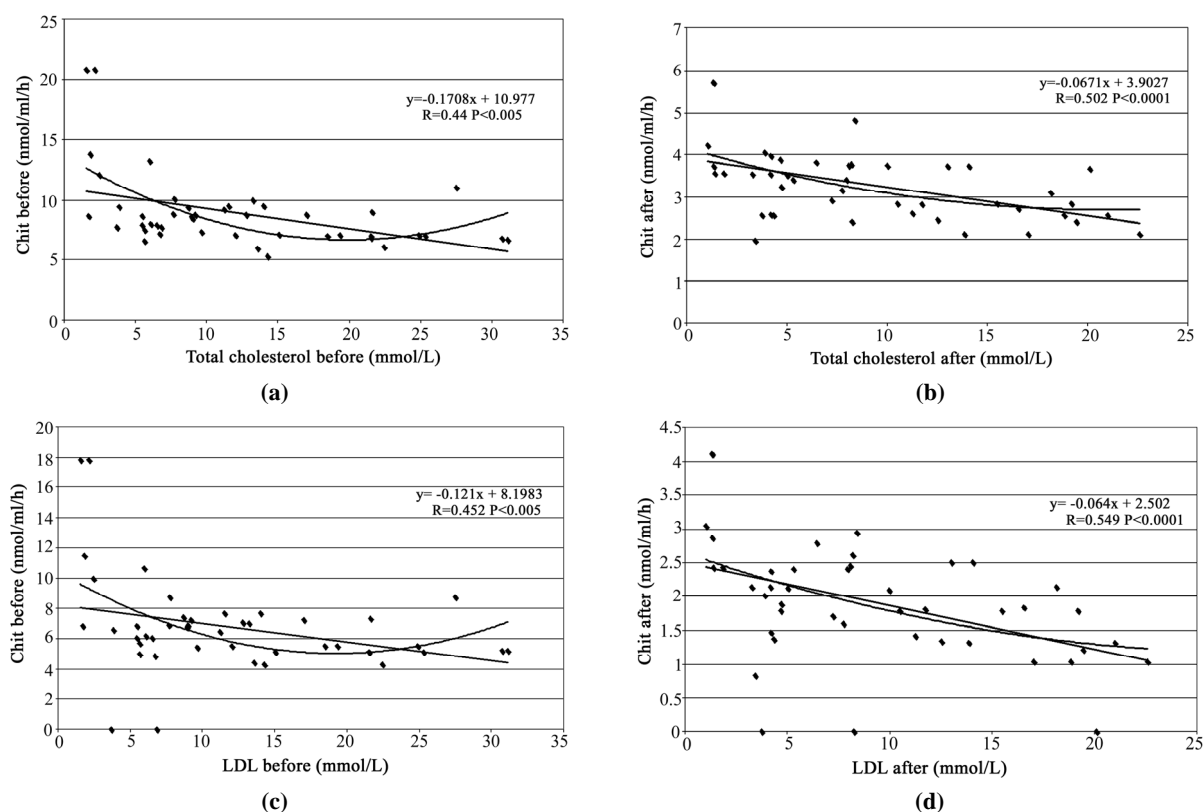 25
20
15
10
5
0
Chit before (nmol/ml/h)
y=-0.1708x + 10.977
R=0.44 P<0.005
0 5 10 15 20 25 30 35
Total cholesterol before (mmol/L)
(a)
7
6
5
4
3
2
1
0
Chit after (nmol/ml/h)
y=-0.0671x + 3.9027
R=0.502 P<0.0001
0 5 10 15 20 25
Total cholesterol after (mmol/L)
(b)
20
18
16
14
12
10
8
6
4
2
0
Chit before (nmol/ml/h)
y= -0.121x + 8.1983
R=0.452 P<0.005
0 5 10 15 20 25 30 35
LDL before (mmol/L)
(c)
4.5
4
3.5
3
2.5
2
1.5
1
0.5
0
Chit after (nmol/ml/h)
y= -0.064x + 2.502
R=0.549 P<0.0001
0 5 10 15 20 25
LDL after (mmol/L)
(d)